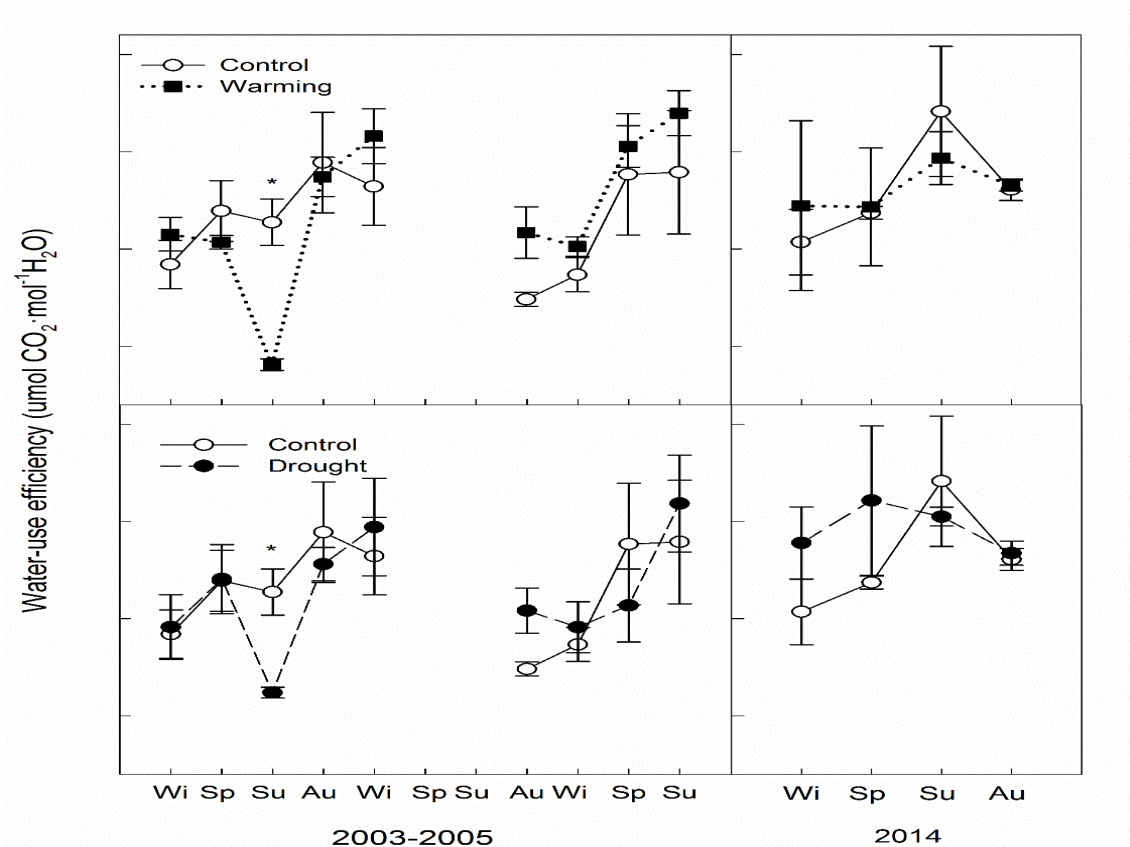 Control
Warming
*
Water-use efficiency (umol CO2·mol-1H2O)
Control
Drought
*
Wi Sp Su Au Wi Sp Su Au Wi Sp Su Wi Sp Su Au
2003-2005 2014